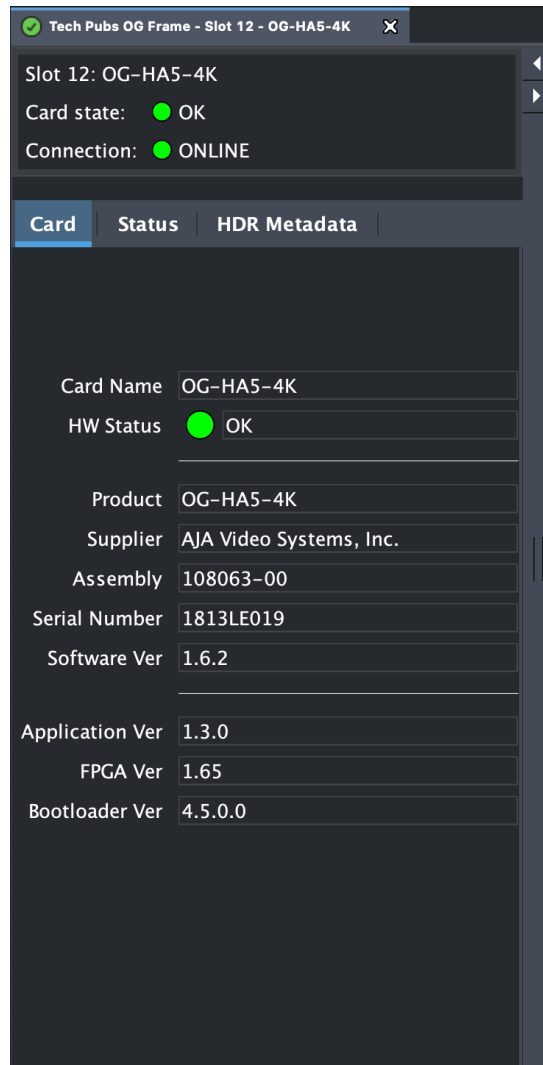 Tech Pubs OG Frame - Slot 12 - OG-HA5-4K
Slot 12: OG-HA5-4K
Card state: OK
Connection: ONLINE
Card Status HDR Metadata
Card Name OG-HA5-4K
HW Status OK
Product OG-HA5-4K
Supplier AJA Video Systems, Inc.
Assembly 108063-00
Serial Number 1813LE019
Software Ver 1.6.2
Application Ver 1.3.0
FPGA Ver 1.65
Bootloader Ver 4.5.0.0